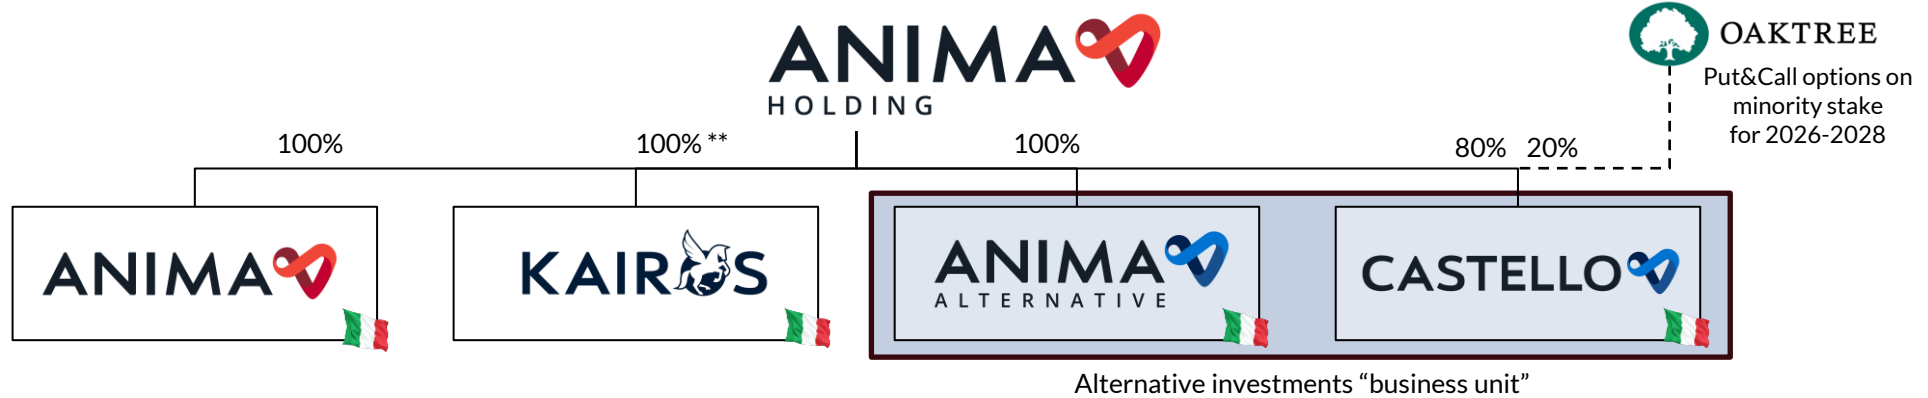 ANIMA
HOLDING
OAKTREE
Put&Call options on
minority stake
for 2026-2028
100%
100% **
100%
80% 20%
ANIMA
KAIROS
ANIMA
ALTERNATIVE
CASTELLO
Alternative investments “business unit”